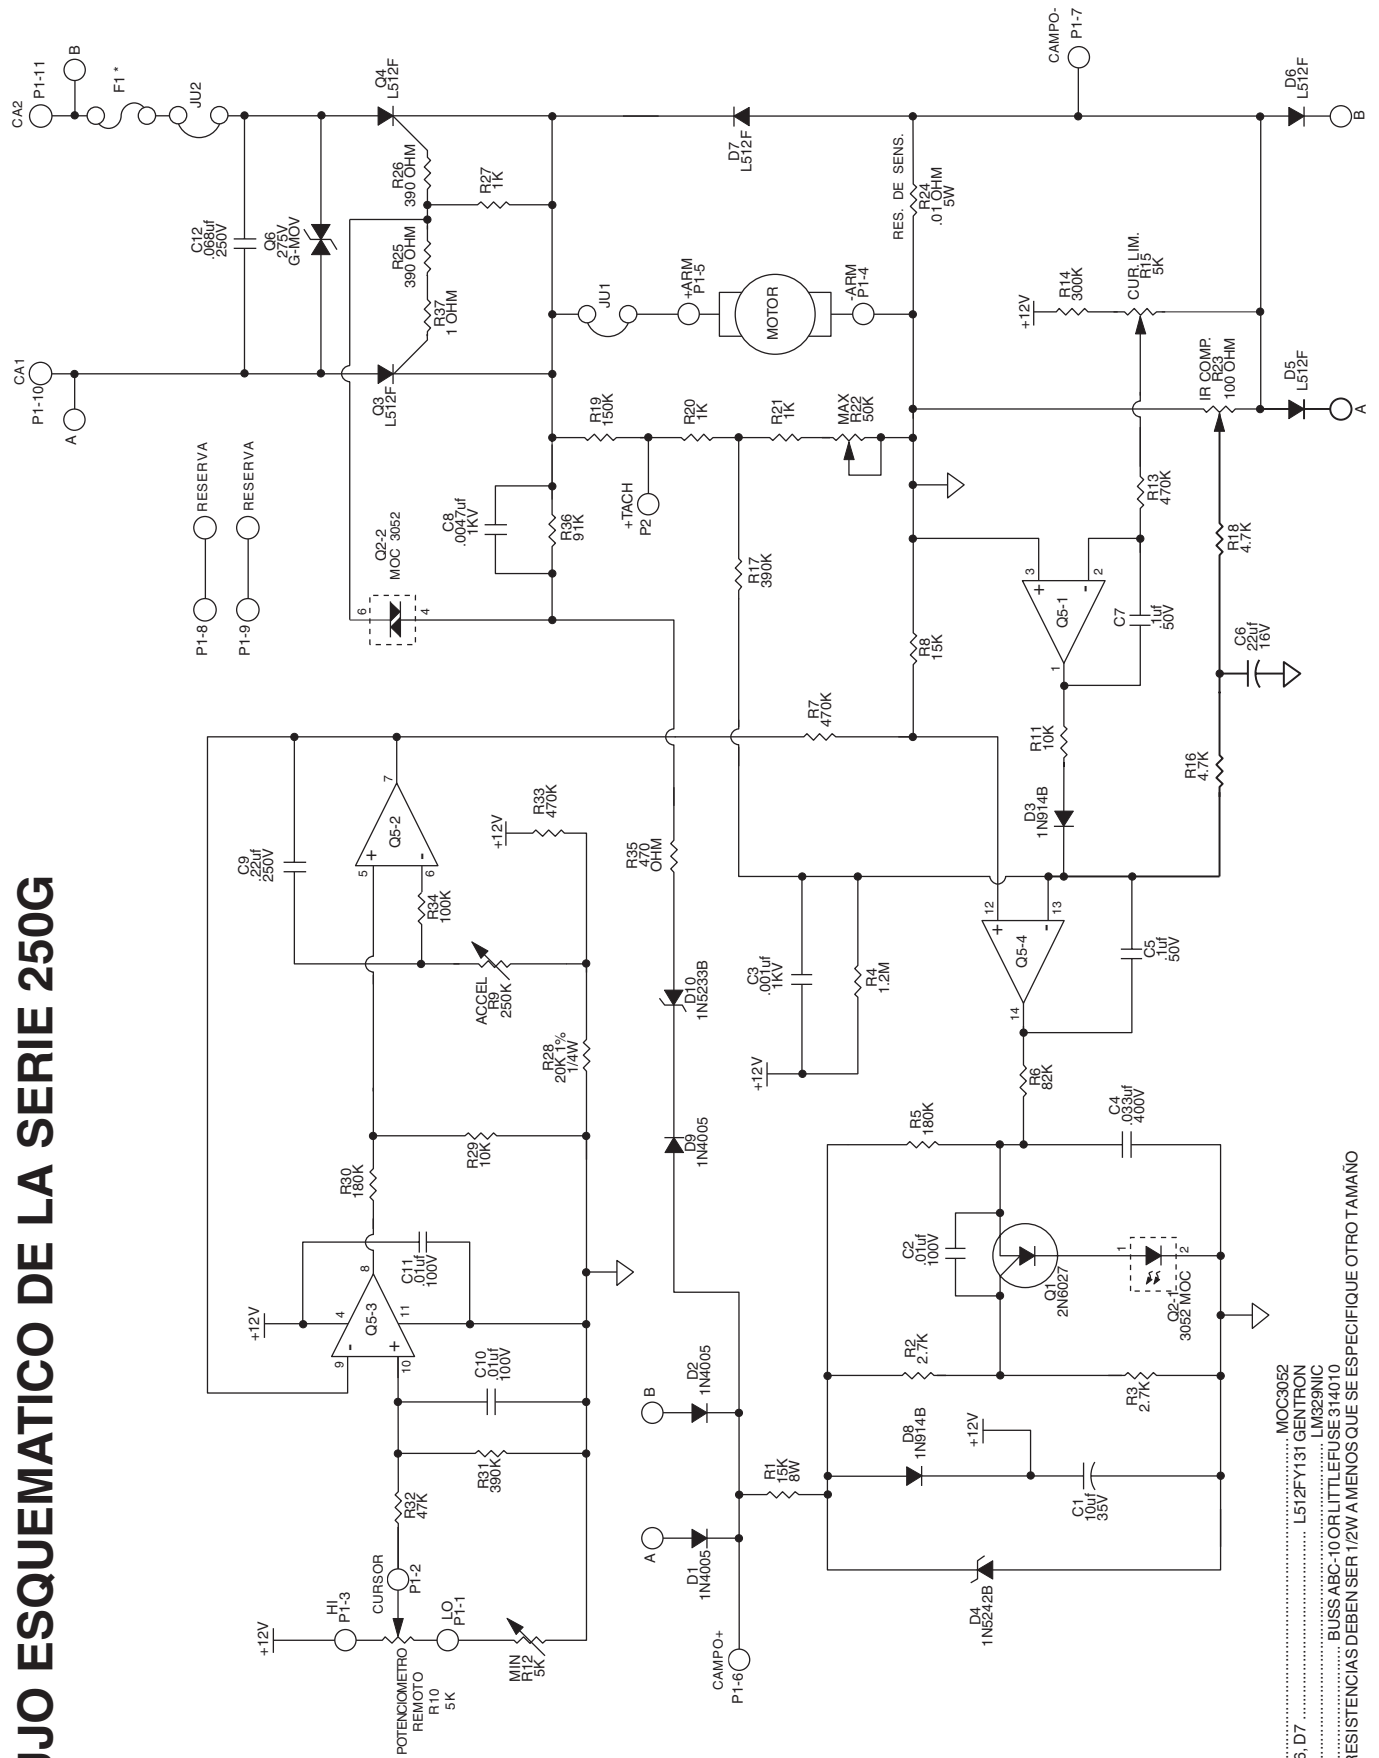 UJO ESQUEMATICO DE LA SERIE 250G
CA1
P1-10
A
CA2
P1-11
B
F1 *
JU2
P1-8
RESERVA
P1-9
RESERVA
C12
.068uf
250V
Q6
275V
G-MOV
Q3
L512F
Q4
L512F
R37
1 OHM
R25
390 OHM
R26
390 OHM
R27
1K
6
4
Q2-2
MOC 3052
C8
.0047uf
1KV
R36
91K
R19
150K
+TACH
P2
R20
1K
R21
1K
MAX
R22
50K
JU1
+ARM
P1-5
MOTOR
-ARM
P1-4
D7
L512F
RES. DE SENS.
R24
.01 OHM
5W
CAMPO-
P1-7
R17
390K
R8
15K
R7
470K
+12V
R14
300K
CUR. LIM.
R15
5K
R13
470K
IR COMP.
R23
100 OHM
D5
L512F
A
D6
L512F
B
3
+
2
-
Q5-1
1
C7
.1uf
50V
R11
10K
D3
1N914B
R18
4.7K
C6
22uf
16V
R16
4.7K
C9
.22uf
250V
7
Q5-2
5
+
6
-
R34
100K
ACCEL
R9
250K
+12V
R33
470K
R28
20K 1%
1/4W
R30
180K
R29
10K
+12V
C11
.01uf
100V
8
4
Q5-3
11
9
-
10
+
C10
.01uf
100V
R31
390K
R32
47K
CURSOR
P1-2
+12V
HI
P1-3
LO
P1-1
POTENCIOMETRO
REMOTO
R10
5K
MIN
R12
5K
R35
470
OHM
D10
1N5233B
D9
1N4005
+12V
C3
.001uf
1KV
R4
1.2M
12
+
13
-
Q5-4
14
C5
.1uf
50V
R6
82K
R5
180K
C4
.033uf
400V
C2
.01uf
100V
Q1
2N6027
1
2
Q2-1
3052 MOC
R2
2.7K
R3
2.7K
D8
1N914B
+12V
C1
10uf
35V
D4
1N5242B
R1
15K
8W
A
D1
1N4005
B
D2
1N4005
CAMPO+
P1-6
MOC3052
6, D7 L512FY131 GENTRON
LM329NIC
BUSS ABC-10 OR LITTLEFUSE 314010
RESISTENCIAS DEBEN SER 1/2W A MENOS QUE SE ESPECIFIQUE OTRO TAMAÑO